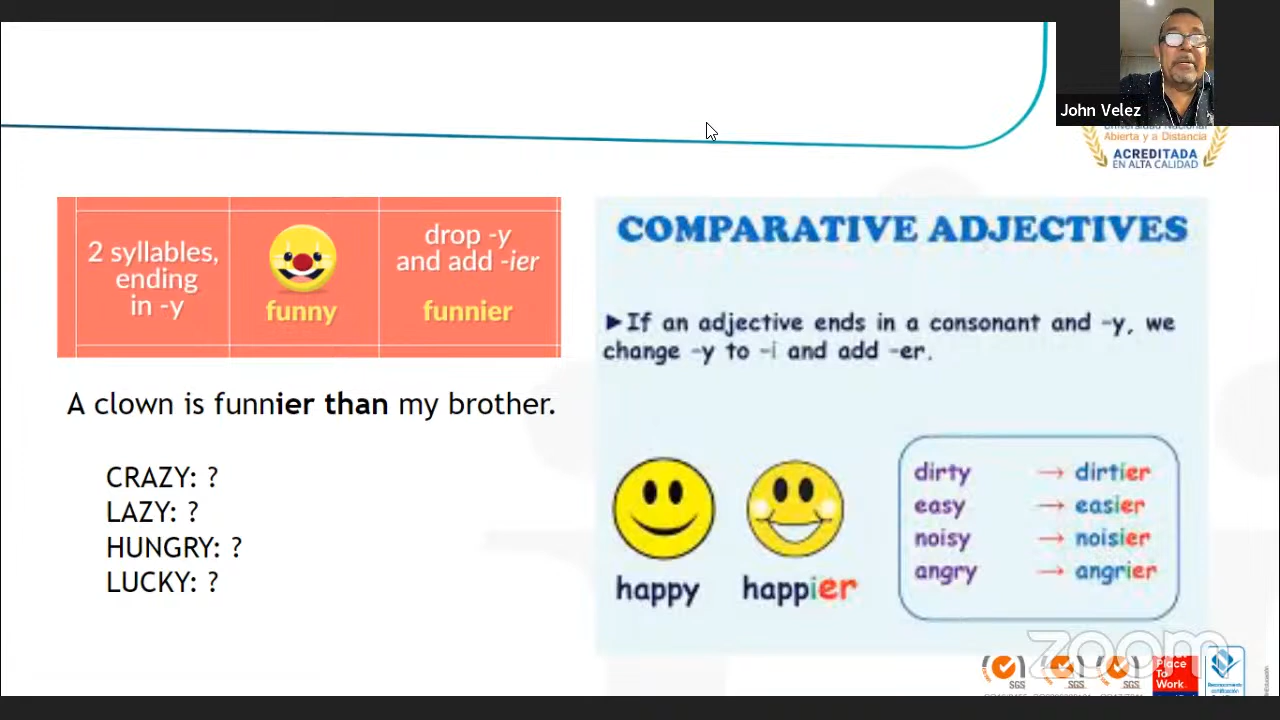 John Velez
Abierta y a Distancia
ACREDITADA
EN ALTA CALIDAD
2 syllables,
ending
in -y
funny
drop -y
and add -ier
funnier
A clown is funnier than my brother.
CRAZY: ?
LAZY: ?
HUNGRY: ?
LUCKY: ?
COMPARATIVE ADJECTIVES
►If an adjective ends in a consonant and -y, we
change -y to -i and add -er.
happy
happier
dirty → dirtier
easy → easier
noisy → noisier
angry → angrier
zoom
SGS
SGS
SGS
Place
To
Work